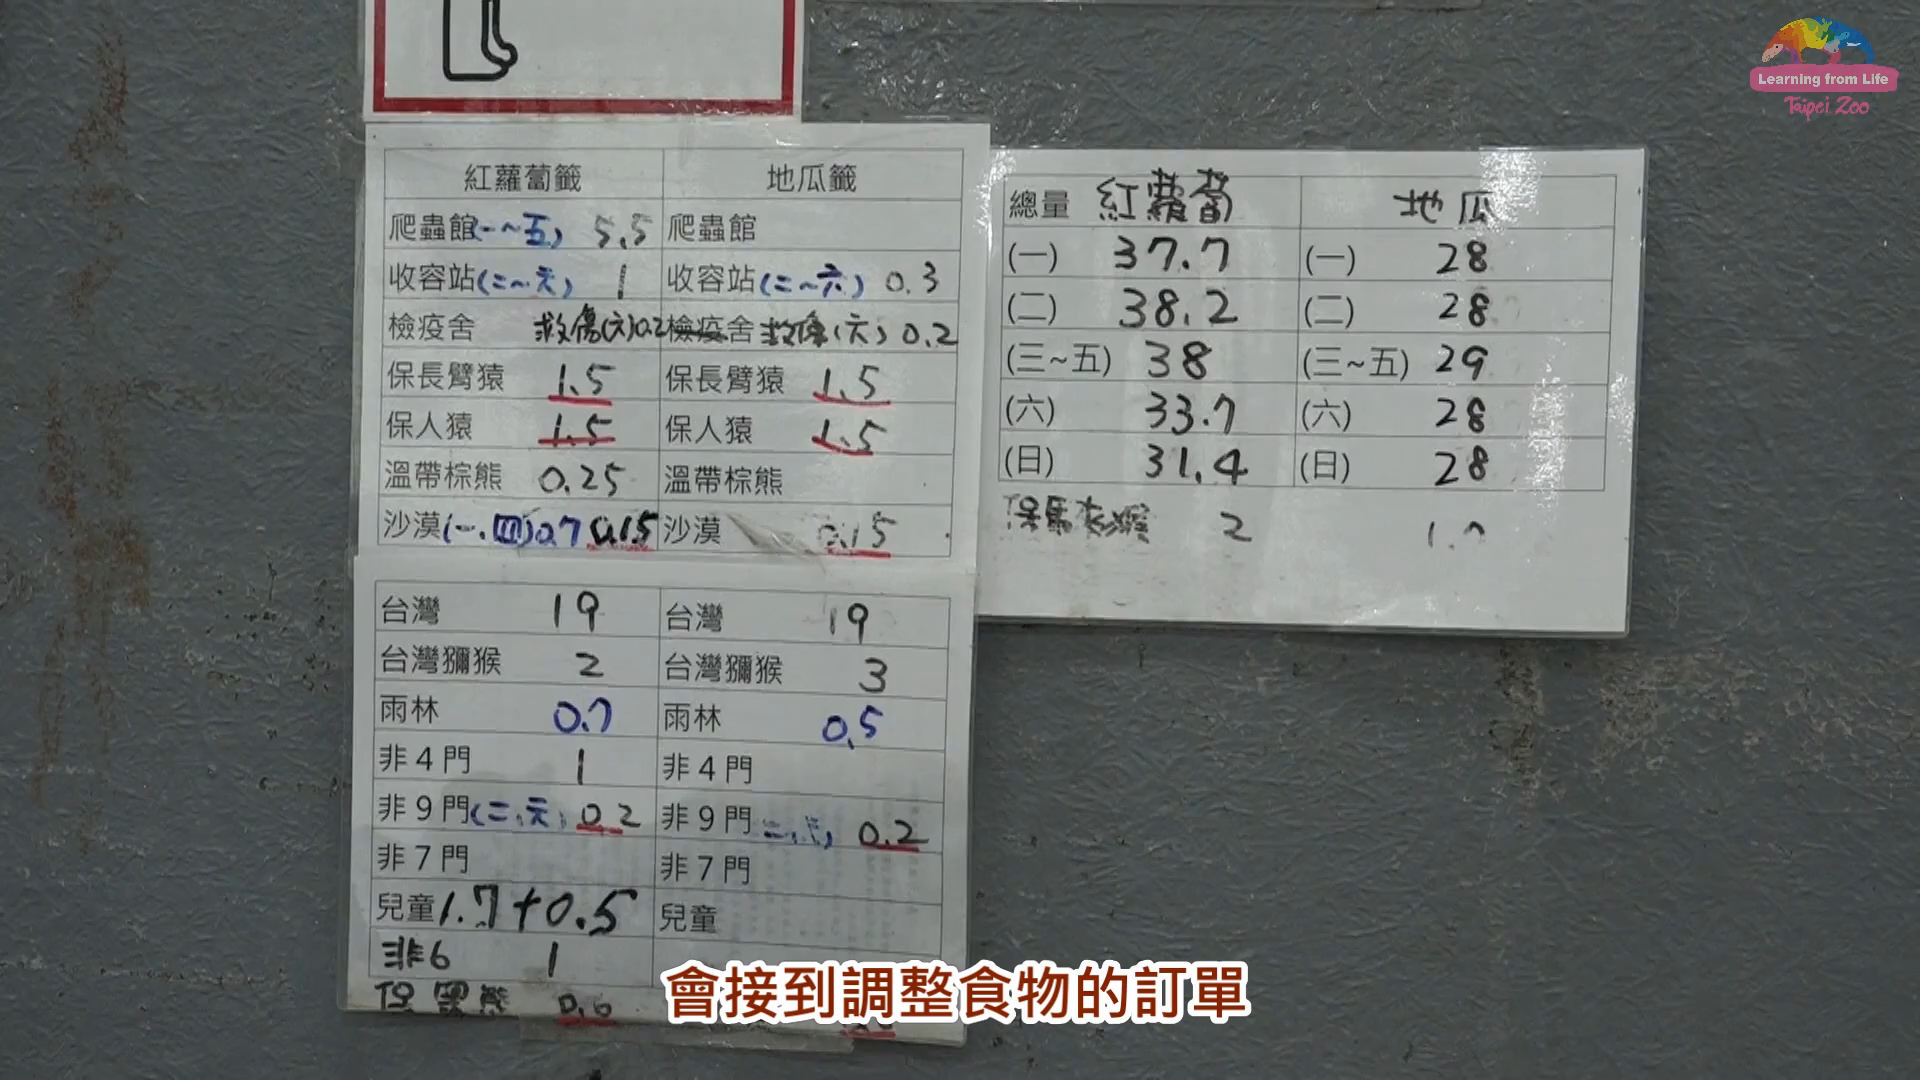 Learning from Life
Taipei Zoo
紅蘿蔔籤 地瓜籤
爬蟲館(一~五) 5.5 爬蟲館
收容站(二~六) 1 收容站(二~六) 0.3
檢疫舍 救傷(六)0.2 檢疫舍 救傷(六) 0.2
保長臂猿 1.5 保長臂猿 1.5
保人猿 1.5 保人猿 1.5
溫帶棕熊 0.25 溫帶棕熊
沙漠(一.四)0.7 0.15 沙漠 0.15
台灣 19 台灣 19
台灣獼猴 2 台灣獼猴 3
雨林 0.7 雨林 0.5
非4門 1 非4門
非9門(二.六) 0.2 非9門 0.2
非7門 非7門
兒童 1.7+0.5 兒童
非6 1
保 黑熊 0.6
總量 紅蘿蔔 地瓜
(一) 37.7 (一) 28
(二) 38.2 (二) 28
(三~五) 38 (三~五) 29
(六) 33.7 (六) 28
(日) 31.4 (日) 28
保馬來猴 2
會接到調整食物的訂單